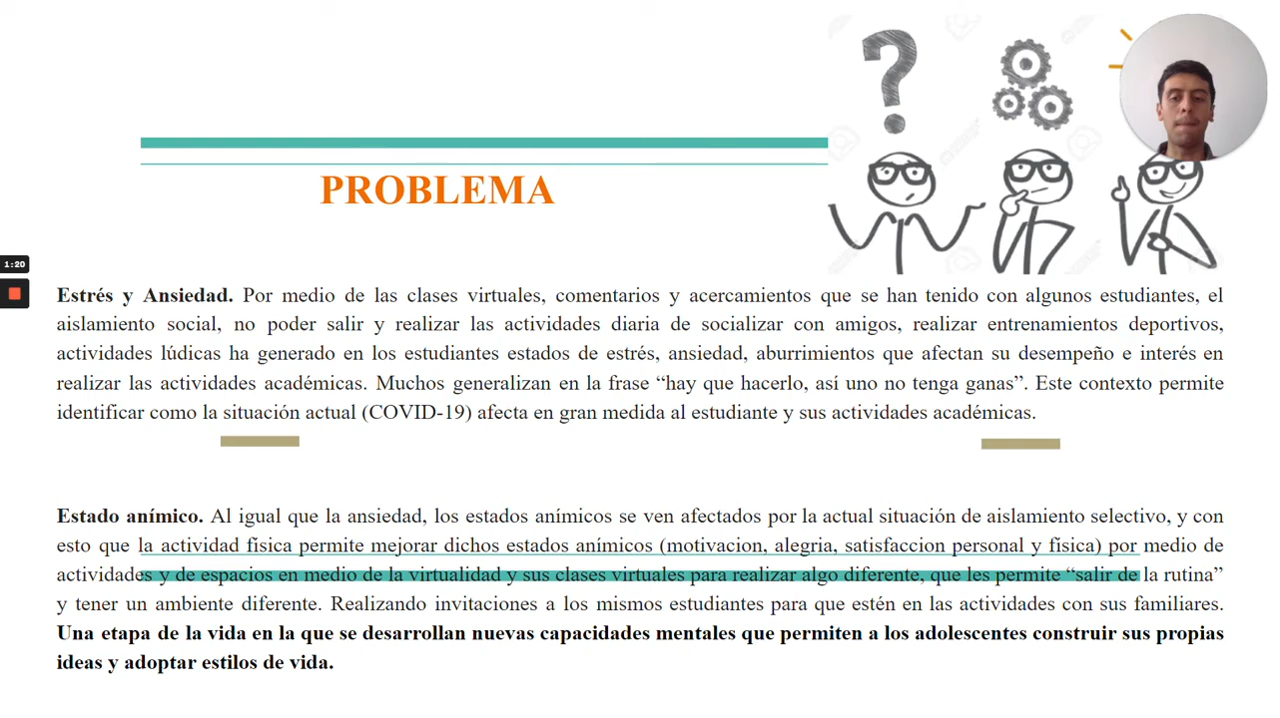 PROBLEMA
1:20
Estrés y Ansiedad. Por medio de las clases virtuales, comentarios y acercamientos que se han tenido con algunos estudiantes, el
aislamiento social, no poder salir y realizar las actividades diaria de socializar con amigos, realizar entrenamientos deportivos,
actividades lúdicas ha generado en los estudiantes estados de estrés, ansiedad, aburrimientos que afectan su desempeño e interés en
realizar las actividades académicas. Muchos generalizan en la frase “hay que hacerlo, así uno no tenga ganas”. Este contexto permite
identificar como la situación actual (COVID-19) afecta en gran medida al estudiante y sus actividades académicas.
Estado anímico. Al igual que la ansiedad, los estados anímicos se ven afectados por la actual situación de aislamiento selectivo, y con
esto que la actividad física permite mejorar dichos estados anímicos (motivacion, alegria, satisfaccion personal y física) por medio de
actividades y de espacios en medio de la virtualidad y sus clases virtuales para realizar algo diferente, que les permite “salir de la rutina”
y tener un ambiente diferente. Realizando invitaciones a los mismos estudiantes para que estén en las actividades con sus familiares.
Una etapa de la vida en la que se desarrollan nuevas capacidades mentales que permiten a los adolescentes construir sus propias
ideas y adoptar estilos de vida.